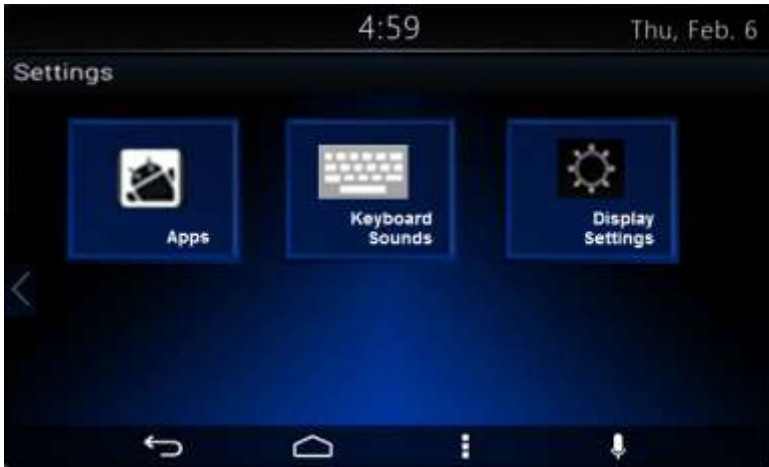 4:59
Thu, Feb. 6
Settings
Apps
Keyboard
Sounds
Display
Settings